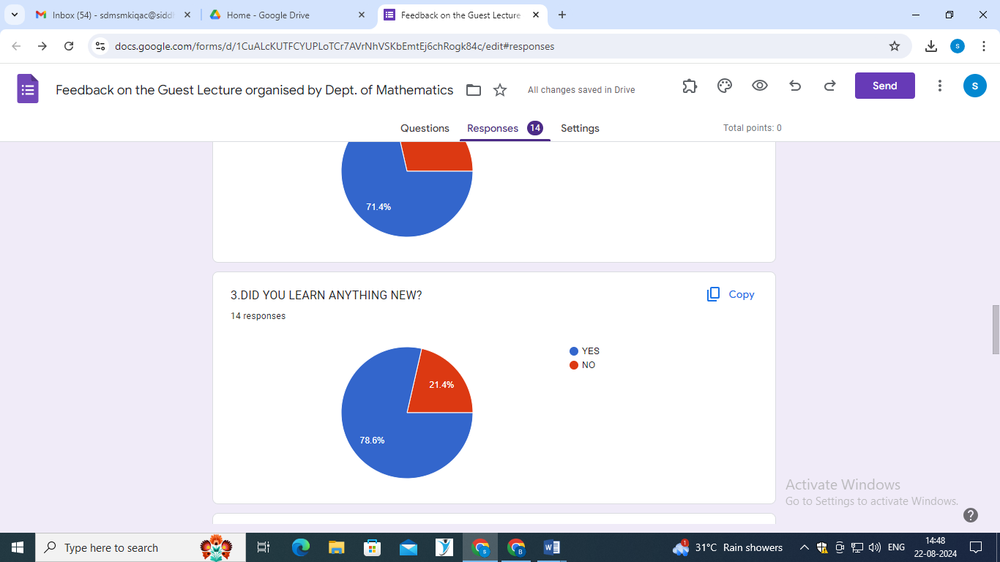 Inbox (54) - sdmsmkiqac@sidd
Home - Google Drive
Feedback on the Guest Lecture
docs.google.com/forms/d/1CuALcKUTFCYUPLoTCr7AVrNhVSKbEmtEj6chRogk84c/edit#responses
S
Feedback on the Guest Lecture organised by Dept. of Mathematics
All changes saved in Drive
Send
S
Questions
Responses 14
Settings
Total points: 0
71.4%
3.DID YOU LEARN ANYTHING NEW?
Copy
14 responses
YES
NO
21.4%
78.6%
Activate Windows
Go to Settings to activate Windows.
Type here to search
1
31°C Rain showers
ENG
14:48
22-08-2024